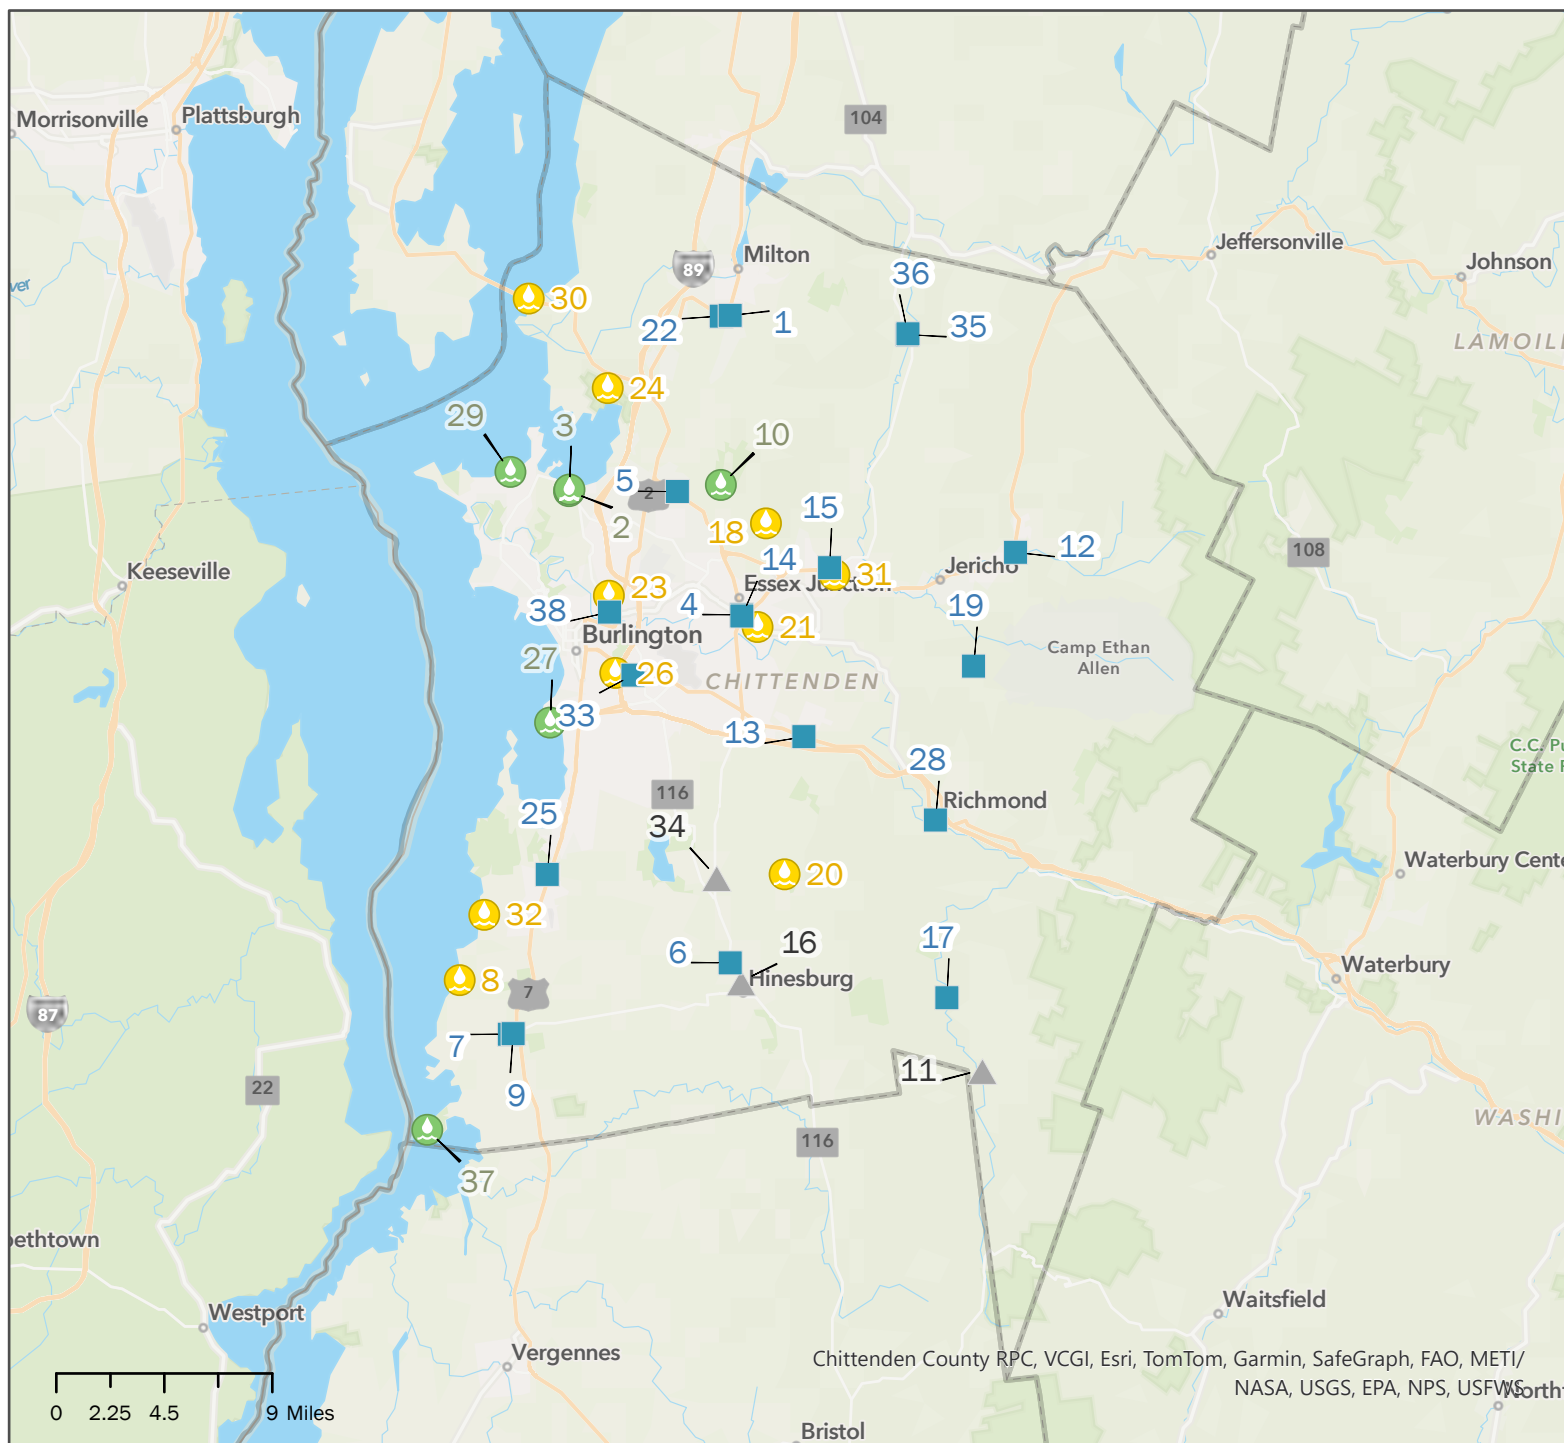 104
Morrisonville
Plattsburgh
Jeffersonville
Milton
Johnson
89
36
30
22
1
35
LAMOIL
24
29
3
10
5
2
2
18
15
12
108
14
Keeseville
Essex Junction
31
Jericho
23
4
38
19
21
Burlington
Camp Ethan
Allen
27
26
CHITTENDEN
33
13
28
116
Richmond
25
34
Waterbury Cente
20
32
17
6
16
Waterbury
8
Hinesburg
7
87
7
11
22
9
WASHI
116
37
bethtown
Waitsfield
Westport
Vergennes
Chittenden County RPC, VCGI, Esri, TomTom, Garmin, SafeGraph, FAO, METI/
NASA, USGS, EPA, NPS, USFWS
0 2.25 4.5 9 Miles
Bristol